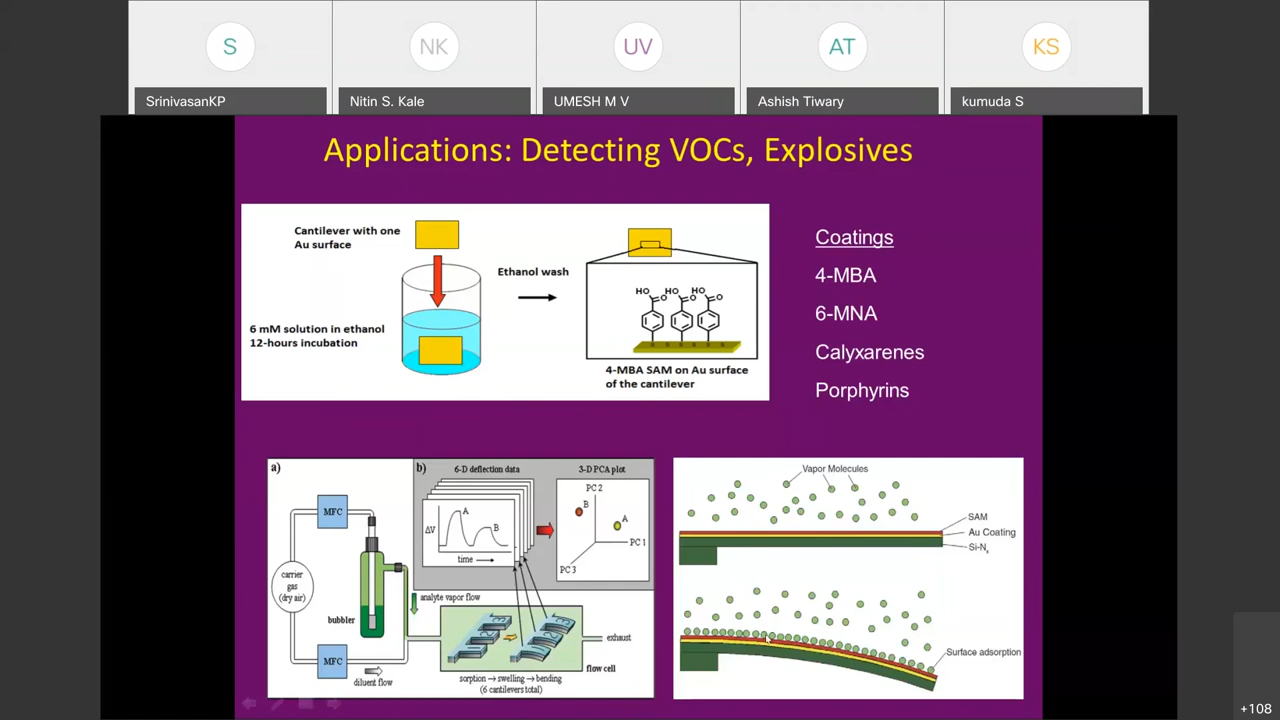 S
NK
UV
AT
KS
SrinivasanKP
Nitin S. Kale
UMESH M V
Ashish Tiwary
kumuda S
Applications: Detecting VOCs, Explosives
Cantilever with one
Au surface
6 mM solution in ethanol
12-hours incubation
Ethanol wash
HO
O
HO
O
HO
O
S
S
S
4-MBA SAM on Au surface
of the cantilever
Coatings
4-MBA
6-MNA
Calyxarenes
Porphyrins
a)
MFC
carrier
gas
(dry air)
bubbler
MFC
diluent flow
b)
6-D deflection data
3-D PCA plot
ΔV
A
B
time
PC 2
B
A
PC 1
PC 3
analyte vapor flow
exhaust
flow cell
sorption → swelling → bending
(6 cantilevers total)
Vapor Molecules
SAM
Au Coating
Si-Nx
Surface adsorption
+108